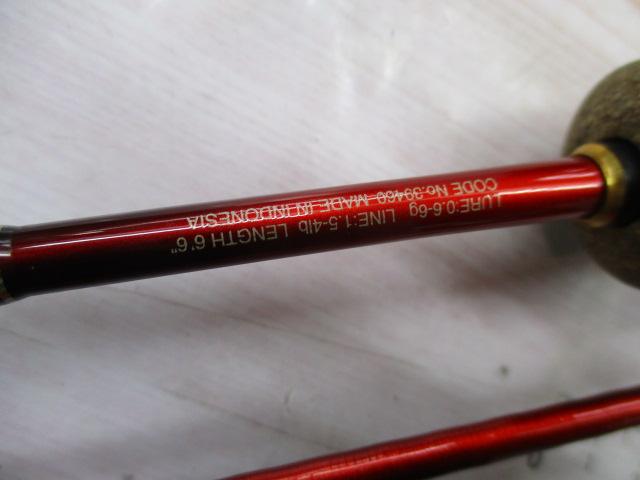 LURE:0.6-6g LINE:1.5-4lb LENGTH 6'6"
CODE No.39460 MADE IN INDONESIA